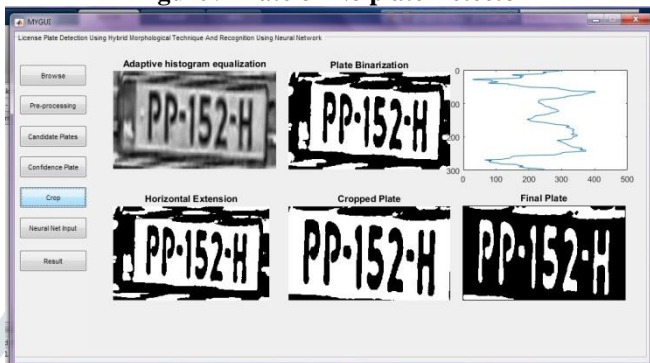 MYGUI
License Plate Detection Using Hybrid Morphological Technique And Recognition Using Neural Network
Browse
Pre-processing
Candidate Plates
Confidence Plate
Crop
Neural Net Input
Result
Adaptive histogram equalization
PP-152-H
Plate Binarization
PP-152-H
0
100
200
300
0 100 200 300 400 500
Horizontal Extension
PP-152-H
Cropped Plate
PP-152-H
Final Plate
PP-152-H